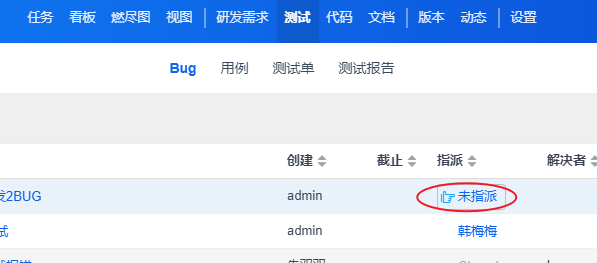 任务 看板 燃尽图 视图 研发需求 测试 代码 文档 版本 动态 设置
Bug 用例 测试单 测试报告
创建 截止 指派 解决者
2BUG admin 未指派
试 admin 韩梅梅